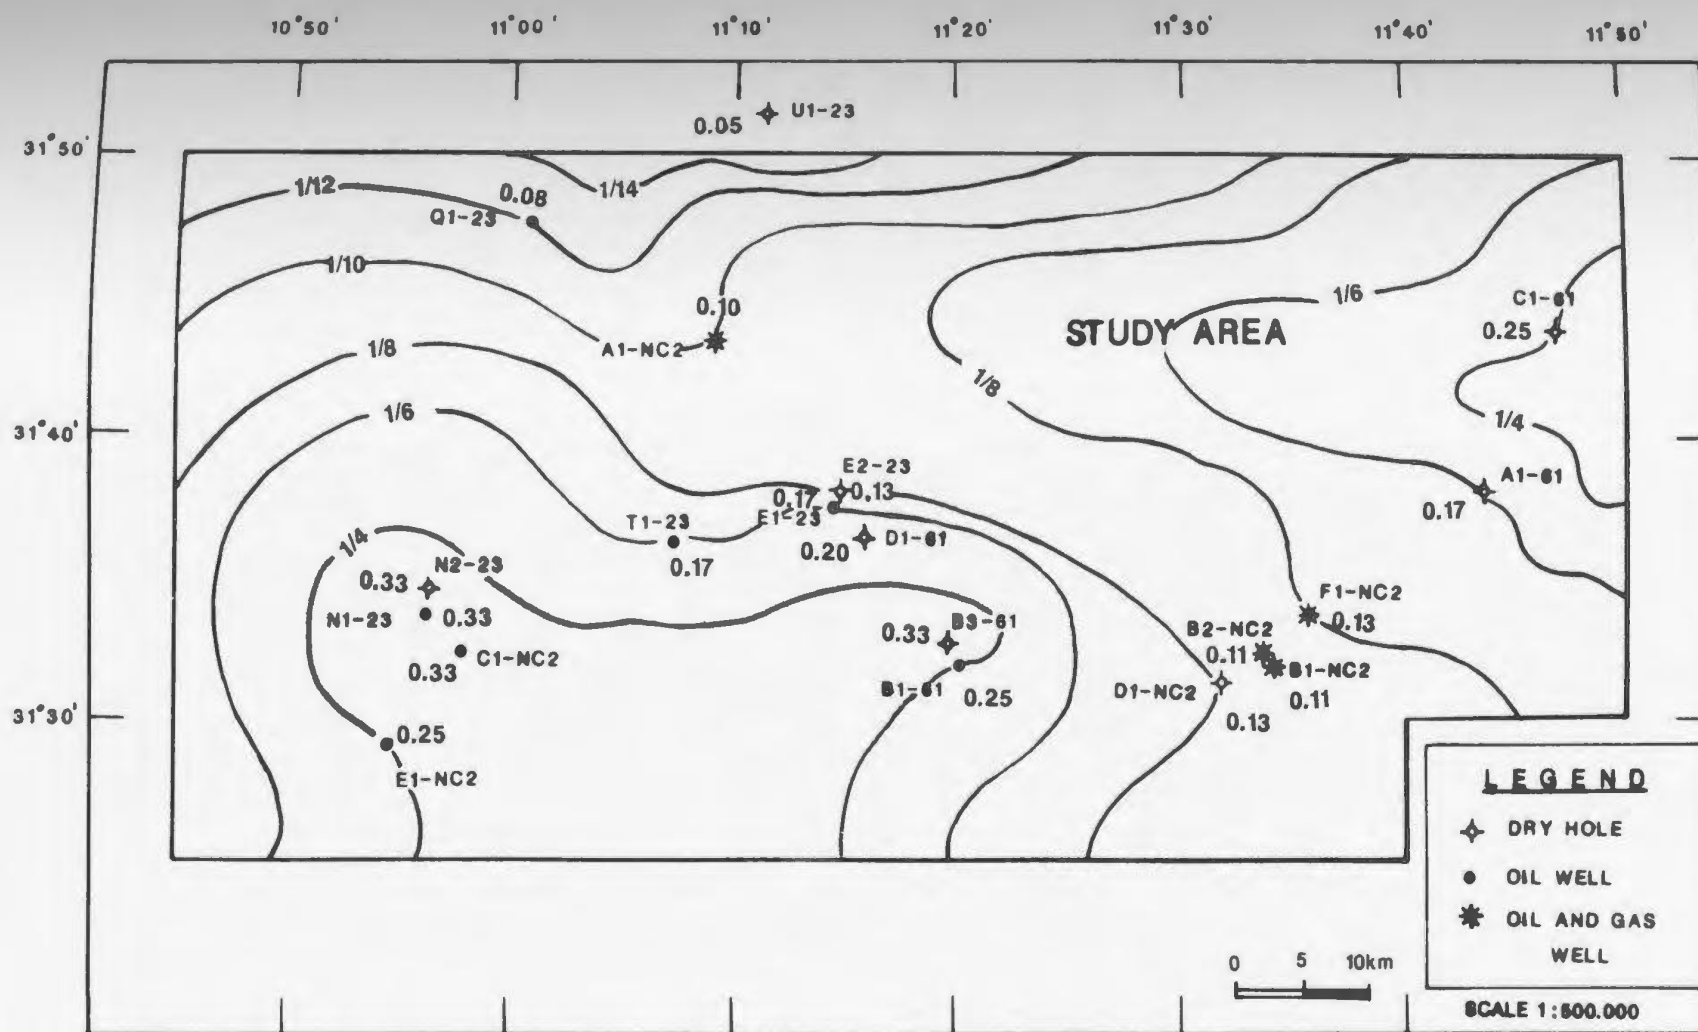 10°50' 11°00' 11°10' 11°20' 11°30' 11°40' 11°50'
U1-23
0.05
31°50'
1/12 0.08 1/14
Q1-23
1/10
1/6
C1-61
0.10
0.25
STUDY AREA
A1-NC2
1/8
1/8
1/6
1/4
31°40'
E2-23
A1-61
0.17 0.13
T1-23 E1-23
0.17
1/4
0.20 D1-61
N2-23
0.17
0.33
F1-NC2
N1-23 0.33
B3-61
0.13
0.33
B2-NC2
C1-NC2
0.11
0.33
B1-NC2
B1-61
D1-NC2
0.25
0.11
31°30'
0.13
0.25
E1-NC2
LEGEND
DRY HOLE
OIL WELL
OIL AND GAS
WELL
0 5 10km
SCALE 1:500.000